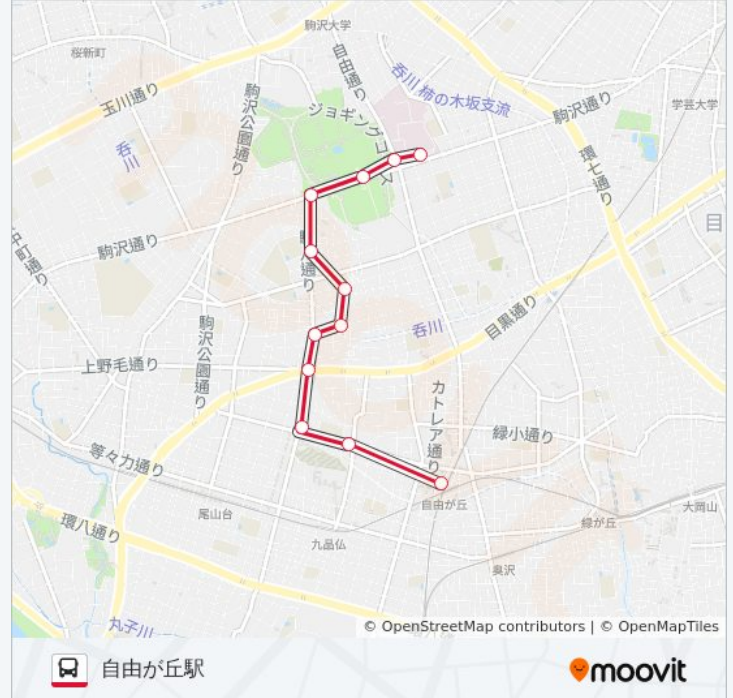 駒沢大学
桜新町
自由通り
呑川 柿の木坂支流
玉川通り
駒沢公園通り
ジョギングコース
駒沢通り
学芸大学
呑川
環七通り
目
中町通り
駒沢通り
通り
駒沢公園通り
呑川
目黒通り
上野毛通り
カトレア通り
緑小通り
等々力通り
自由が丘
大岡山
尾山台
緑が丘
環八通り
九品仏
奥沢
丸子川
© OpenStreetMap contributors | © OpenMapTiles
自由が丘駅
moovit